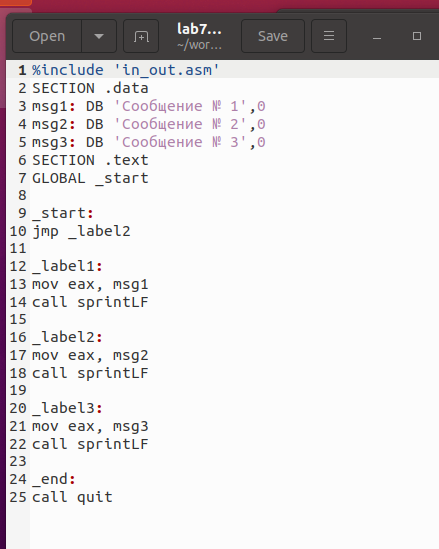 Open
lab7...
~/wor...
Save
1 %include 'in_out.asm'
2 SECTION .data
3 msg1: DB 'Сообщение № 1',0
4 msg2: DB 'Сообщение № 2',0
5 msg3: DB 'Сообщение № 3',0
6 SECTION .text
7 GLOBAL _start
8
9 _start:
10 jmp _label2
11
12 _label1:
13 mov eax, msg1
14 call sprintLF
15
16 _label2:
17 mov eax, msg2
18 call sprintLF
19
20 _label3:
21 mov eax, msg3
22 call sprintLF
23
24 _end:
25 call quit